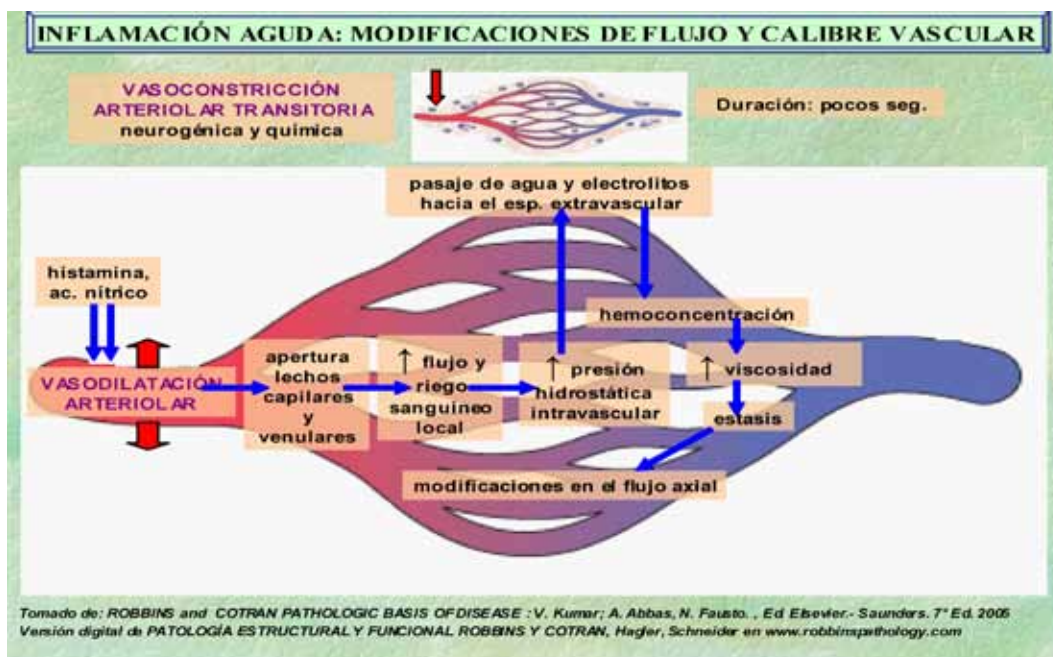 INFLAMACIÓN AGUDA: MODIFICACIONES DE FLUJO Y CALIBRE VASCULAR
VASOCONSTRICCIÓN
ARTERIOLAR TRANSITORIA
neurogénica y quimica
Duración: pocos seg.
pasaje de agua y electrolitos
hacia el esp. extravascular
histamina,
ac. nítrico
hemoconcentración
VASODILATACIÓN
ARTERIOLAR
apertura
lechos
capilares
y
venulares
↑ flujo y
riego
sanguineo
local
↑ presión
hidrostática
intravascular
↑ viscosidad
estasis
modificaciones en el flujo axial
Tomado de: ROBBINS and COTRAN PATHOLOGIC BASIS OF DISEASE : V. Kumar; A. Abbas, N. Fausto. , Ed. Elsevier.- Saunders. 7° Ed. 2005
Versión digital de PATOLOGÍA ESTRUCTURAL Y FUNCIONAL ROBBINS Y COTRAN, Hagler, Schneider en www.robbinspathology.com